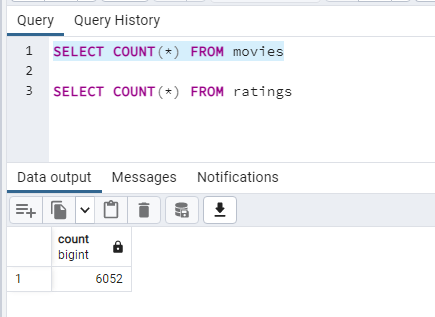 Query Query History
1 SELECT COUNT(*) FROM movies
2
3 SELECT COUNT(*) FROM ratings
Data output Messages Notifications
count
bigint
1 6052